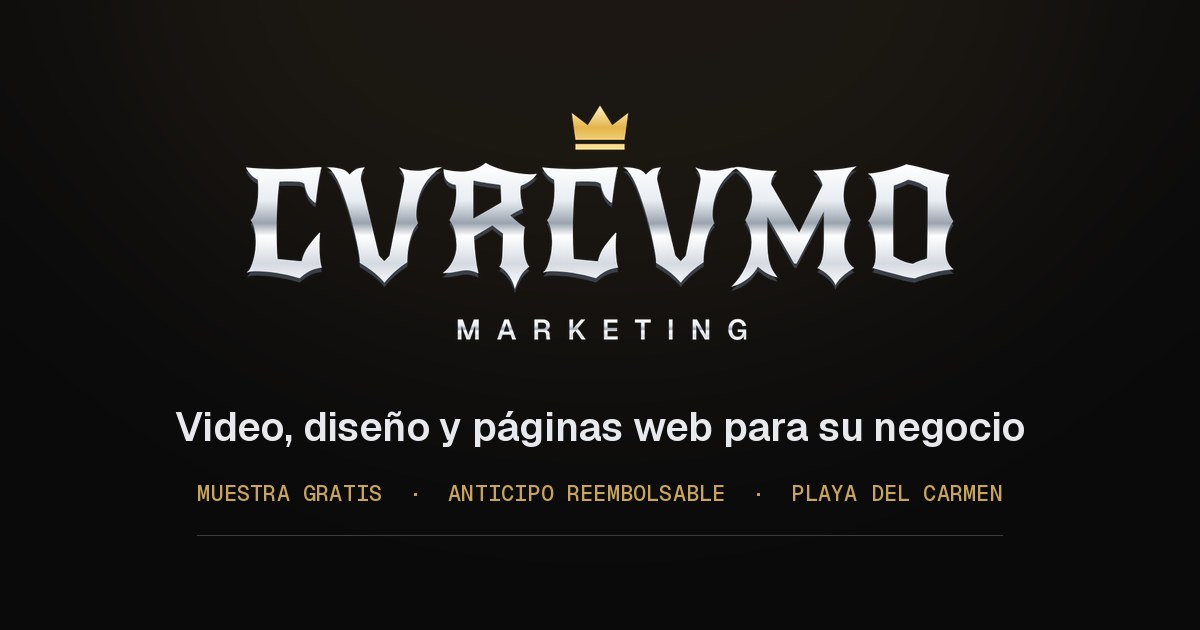 CVRCVMO
MARKETING
Video, diseño y páginas web para su negocio
MUESTRA GRATIS · ANTICIPO REEMBOLSABLE · PLAYA DEL CARMEN